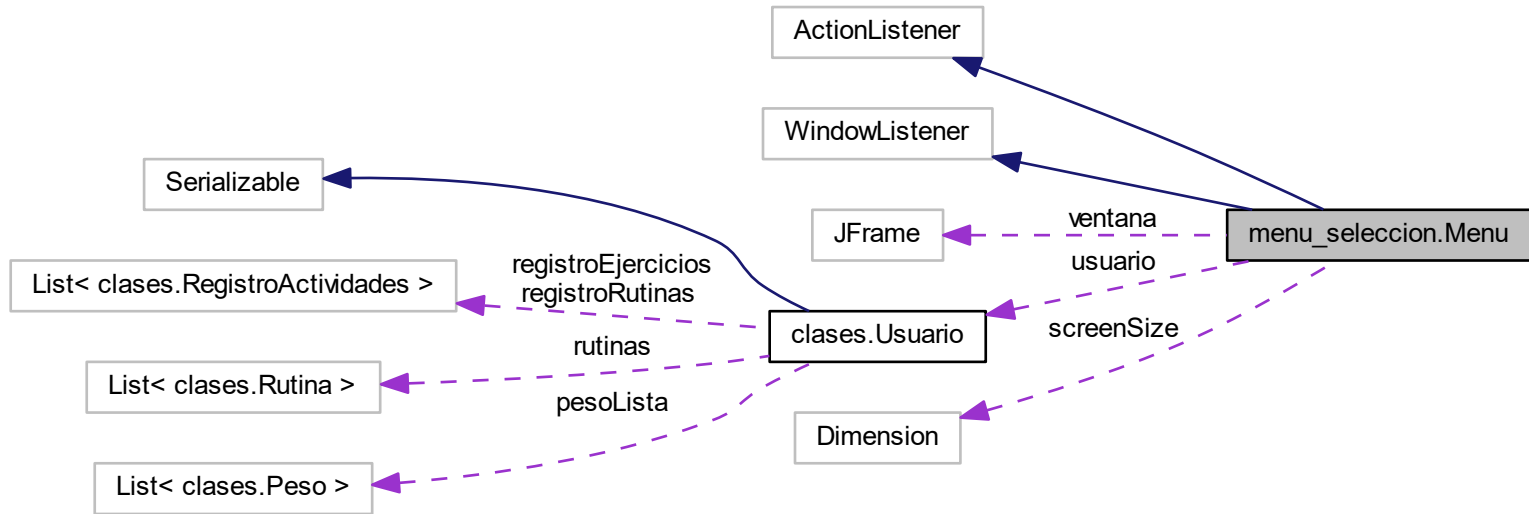 ActionListener
WindowListener
Serializable
ventana
JFrame
menu_seleccion.Menu
usuario
registroEjercicios
registroRutinas
List< clases.RegistroActividades >
screenSize
clases.Usuario
rutinas
List< clases.Rutina >
pesoLista
Dimension
List< clases.Peso >